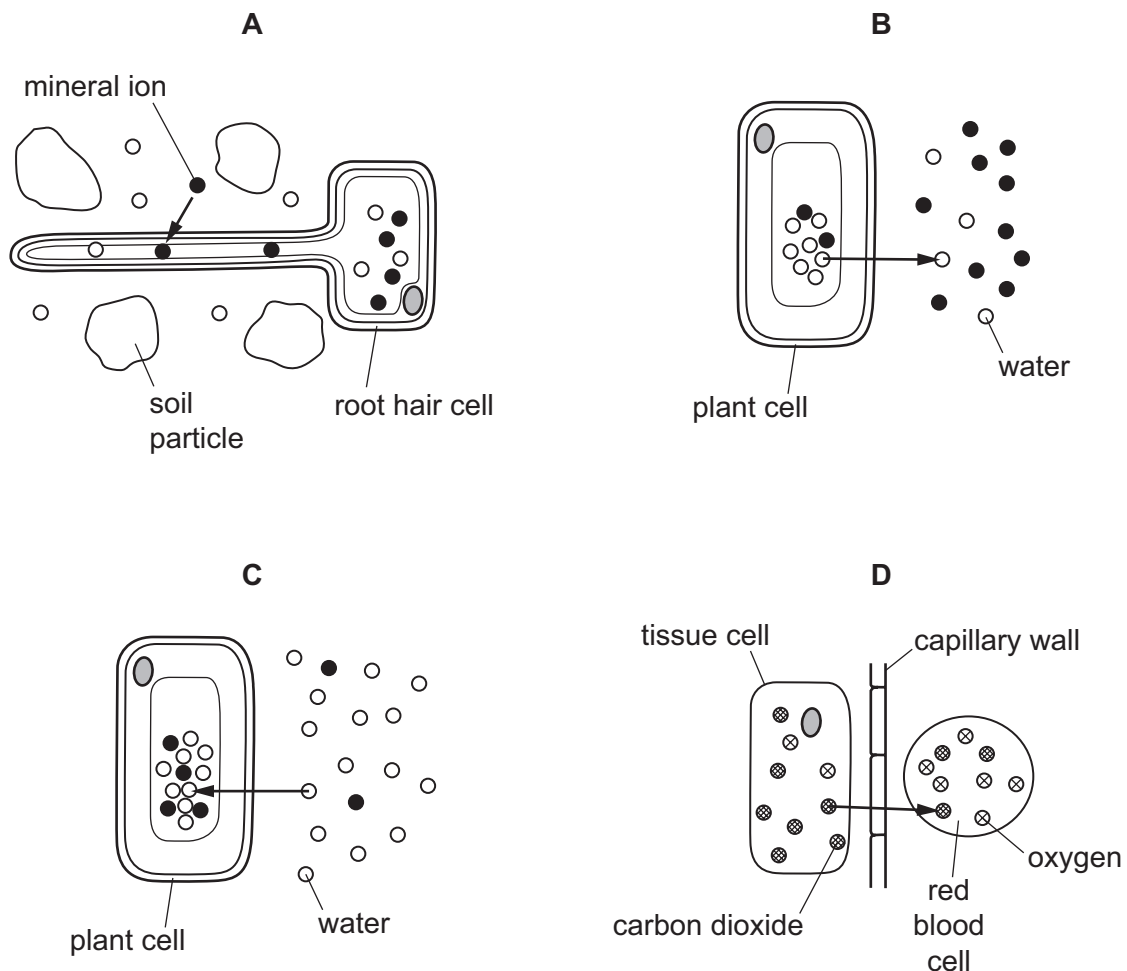 A
mineral ion
soil
particle
root hair cell
B
plant cell
water
C
plant cell
water
D
tissue cell
capillary wall
carbon dioxide
red
blood
cell
oxygen